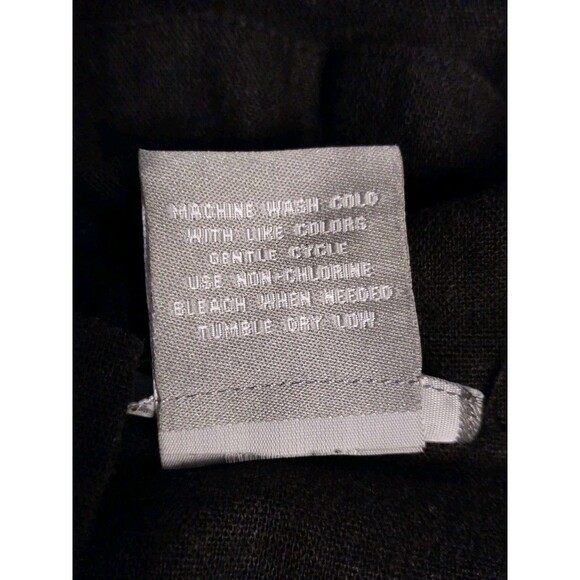 MACHINE WASH COLD
WITH LIKE COLORS
GENTLE CYCLE
USE NON-CHLORINE
BLEACH WHEN NEEDED
TUMBLE DRY LOW